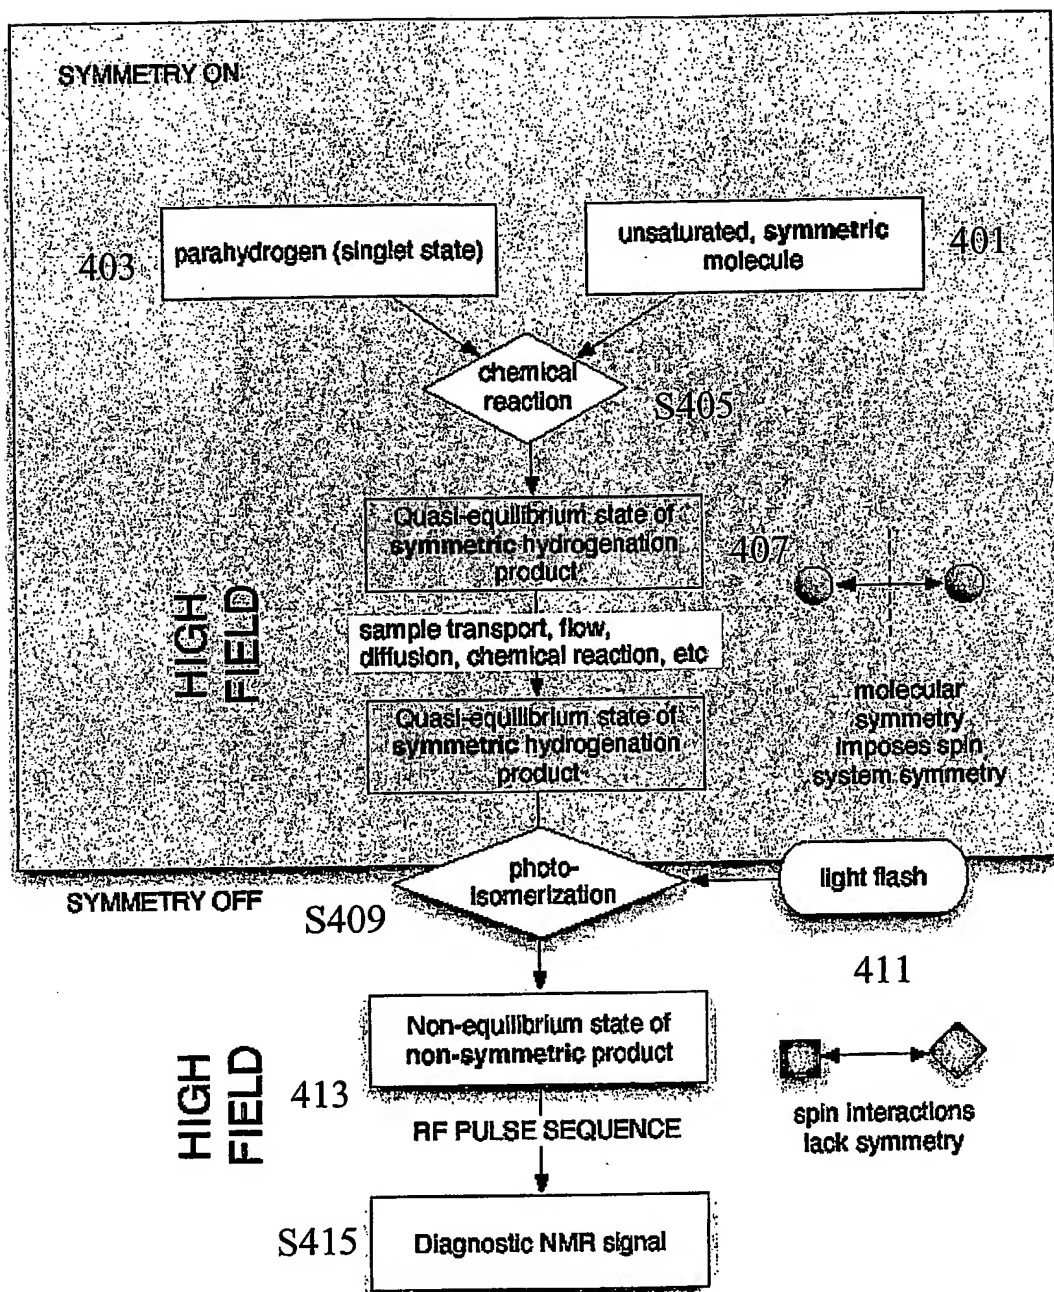 SYMMETRY ON
403
parahydrogen (singlet state)
unsaturated, symmetric
molecule
401
chemical
reaction
S405
Quasi-equilibrium state of
symmetric hydrogenation
product
407
HIGH
FIELD
sample transport, flow,
diffusion, chemical reaction, etc
Quasi-equilibrium state of
symmetric hydrogenation
product
molecular
symmetry
imposes spin
system symmetry
photo-
isomerization
light flash
SYMMETRY OFF
S409
411
HIGH
FIELD
413
Non-equilibrium state of
non-symmetric product
RF PULSE SEQUENCE
spin interactions
lack symmetry
S415
Diagnostic NMR signal